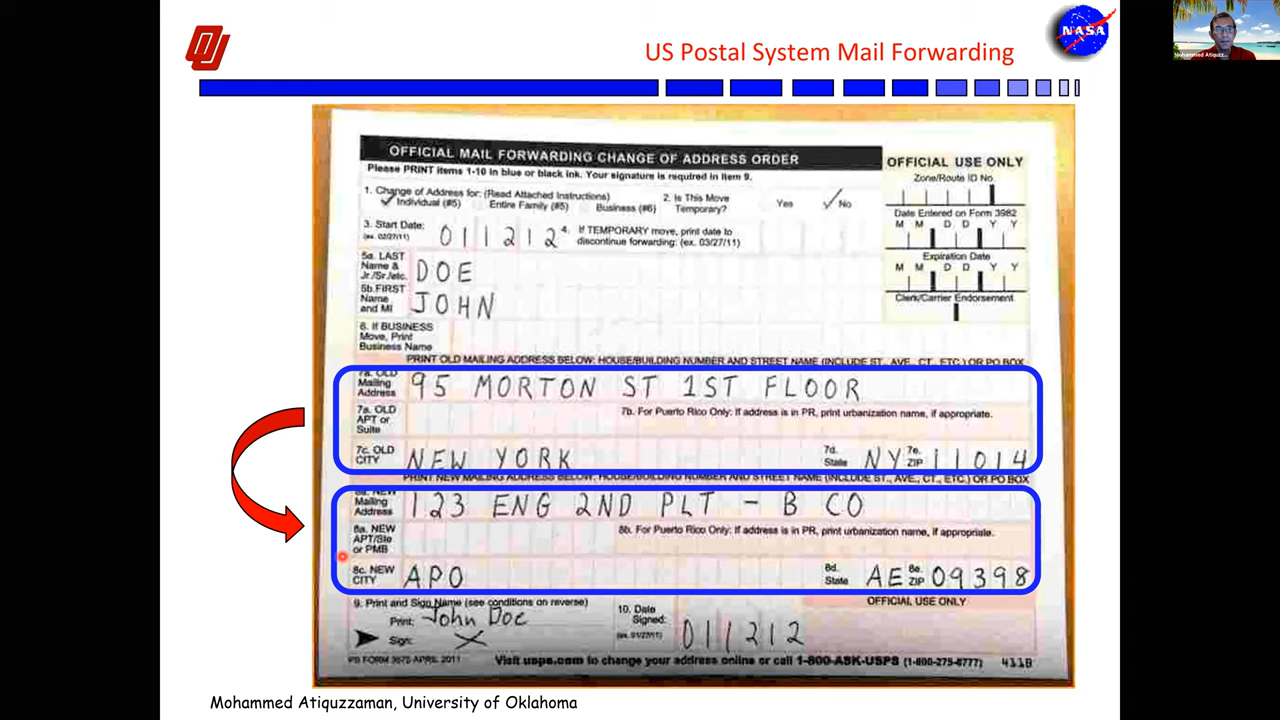 US Postal System Mail Forwarding
NASA
Mohammed Atiquzz...
OFFICIAL MAIL FORWARDING CHANGE OF ADDRESS ORDER
Please PRINT items 1-10 in blue or black ink. Your signature is required in item 9.
OFFICIAL USE ONLY
Zone/Route ID No.
1. Change of Address for: (Read Attached Instructions)
Individual (#5) Entire Family (#5) Business (#6)
2. Is This Move Temporary? Yes No
Date Entered on Form 3982
M M D D Y Y
3. Start Date: (ex. 02/27/11) 011212
4. If TEMPORARY move, print date to discontinue forwarding: (ex. 03/27/11)
Expiration Date
M M D D Y Y
5a. LAST Name & Jr./Sr./etc. DOE
5b. FIRST Name and MI JOHN
Clerk/Carrier Endorsement
6. If BUSINESS Move, Print Business Name
PRINT OLD MAILING ADDRESS BELOW: HOUSE/BUILDING NUMBER AND STREET NAME (INCLUDE ST., AVE., CT., ETC.) OR PO BOX
7a. OLD Mailing Address 95 MORTON ST 1ST FLOOR
7a. OLD APT or Suite
7b. For Puerto Rico Only: If address is in PR, print urbanization name, if appropriate.
7c. OLD CITY NEW YORK 7d. State NY 7e. ZIP 11014
PRINT NEW MAILING ADDRESS BELOW: HOUSE/BUILDING NUMBER AND STREET NAME (INCLUDE ST., AVE., CT., ETC.) OR PO BOX
8a. NEW Mailing Address 123 ENG 2ND PLT - B CO
8a. NEW APT/Ste or PMB
8b. For Puerto Rico Only: If address is in PR, print urbanization name, if appropriate.
8c. NEW CITY APO 8d. State AE 8e. ZIP 09398
9. Print and Sign Name (see conditions on reverse)
Print: John Doe
Sign: X
10. Date Signed: (ex. 01/27/11) 011212
OFFICIAL USE ONLY
PS FORM 3575 APRIL 2011 Visit usps.com to change your address online or call 1-800-ASK-USPS (1-800-275-8777)
Mohammed Atiquzzaman, University of Oklahoma